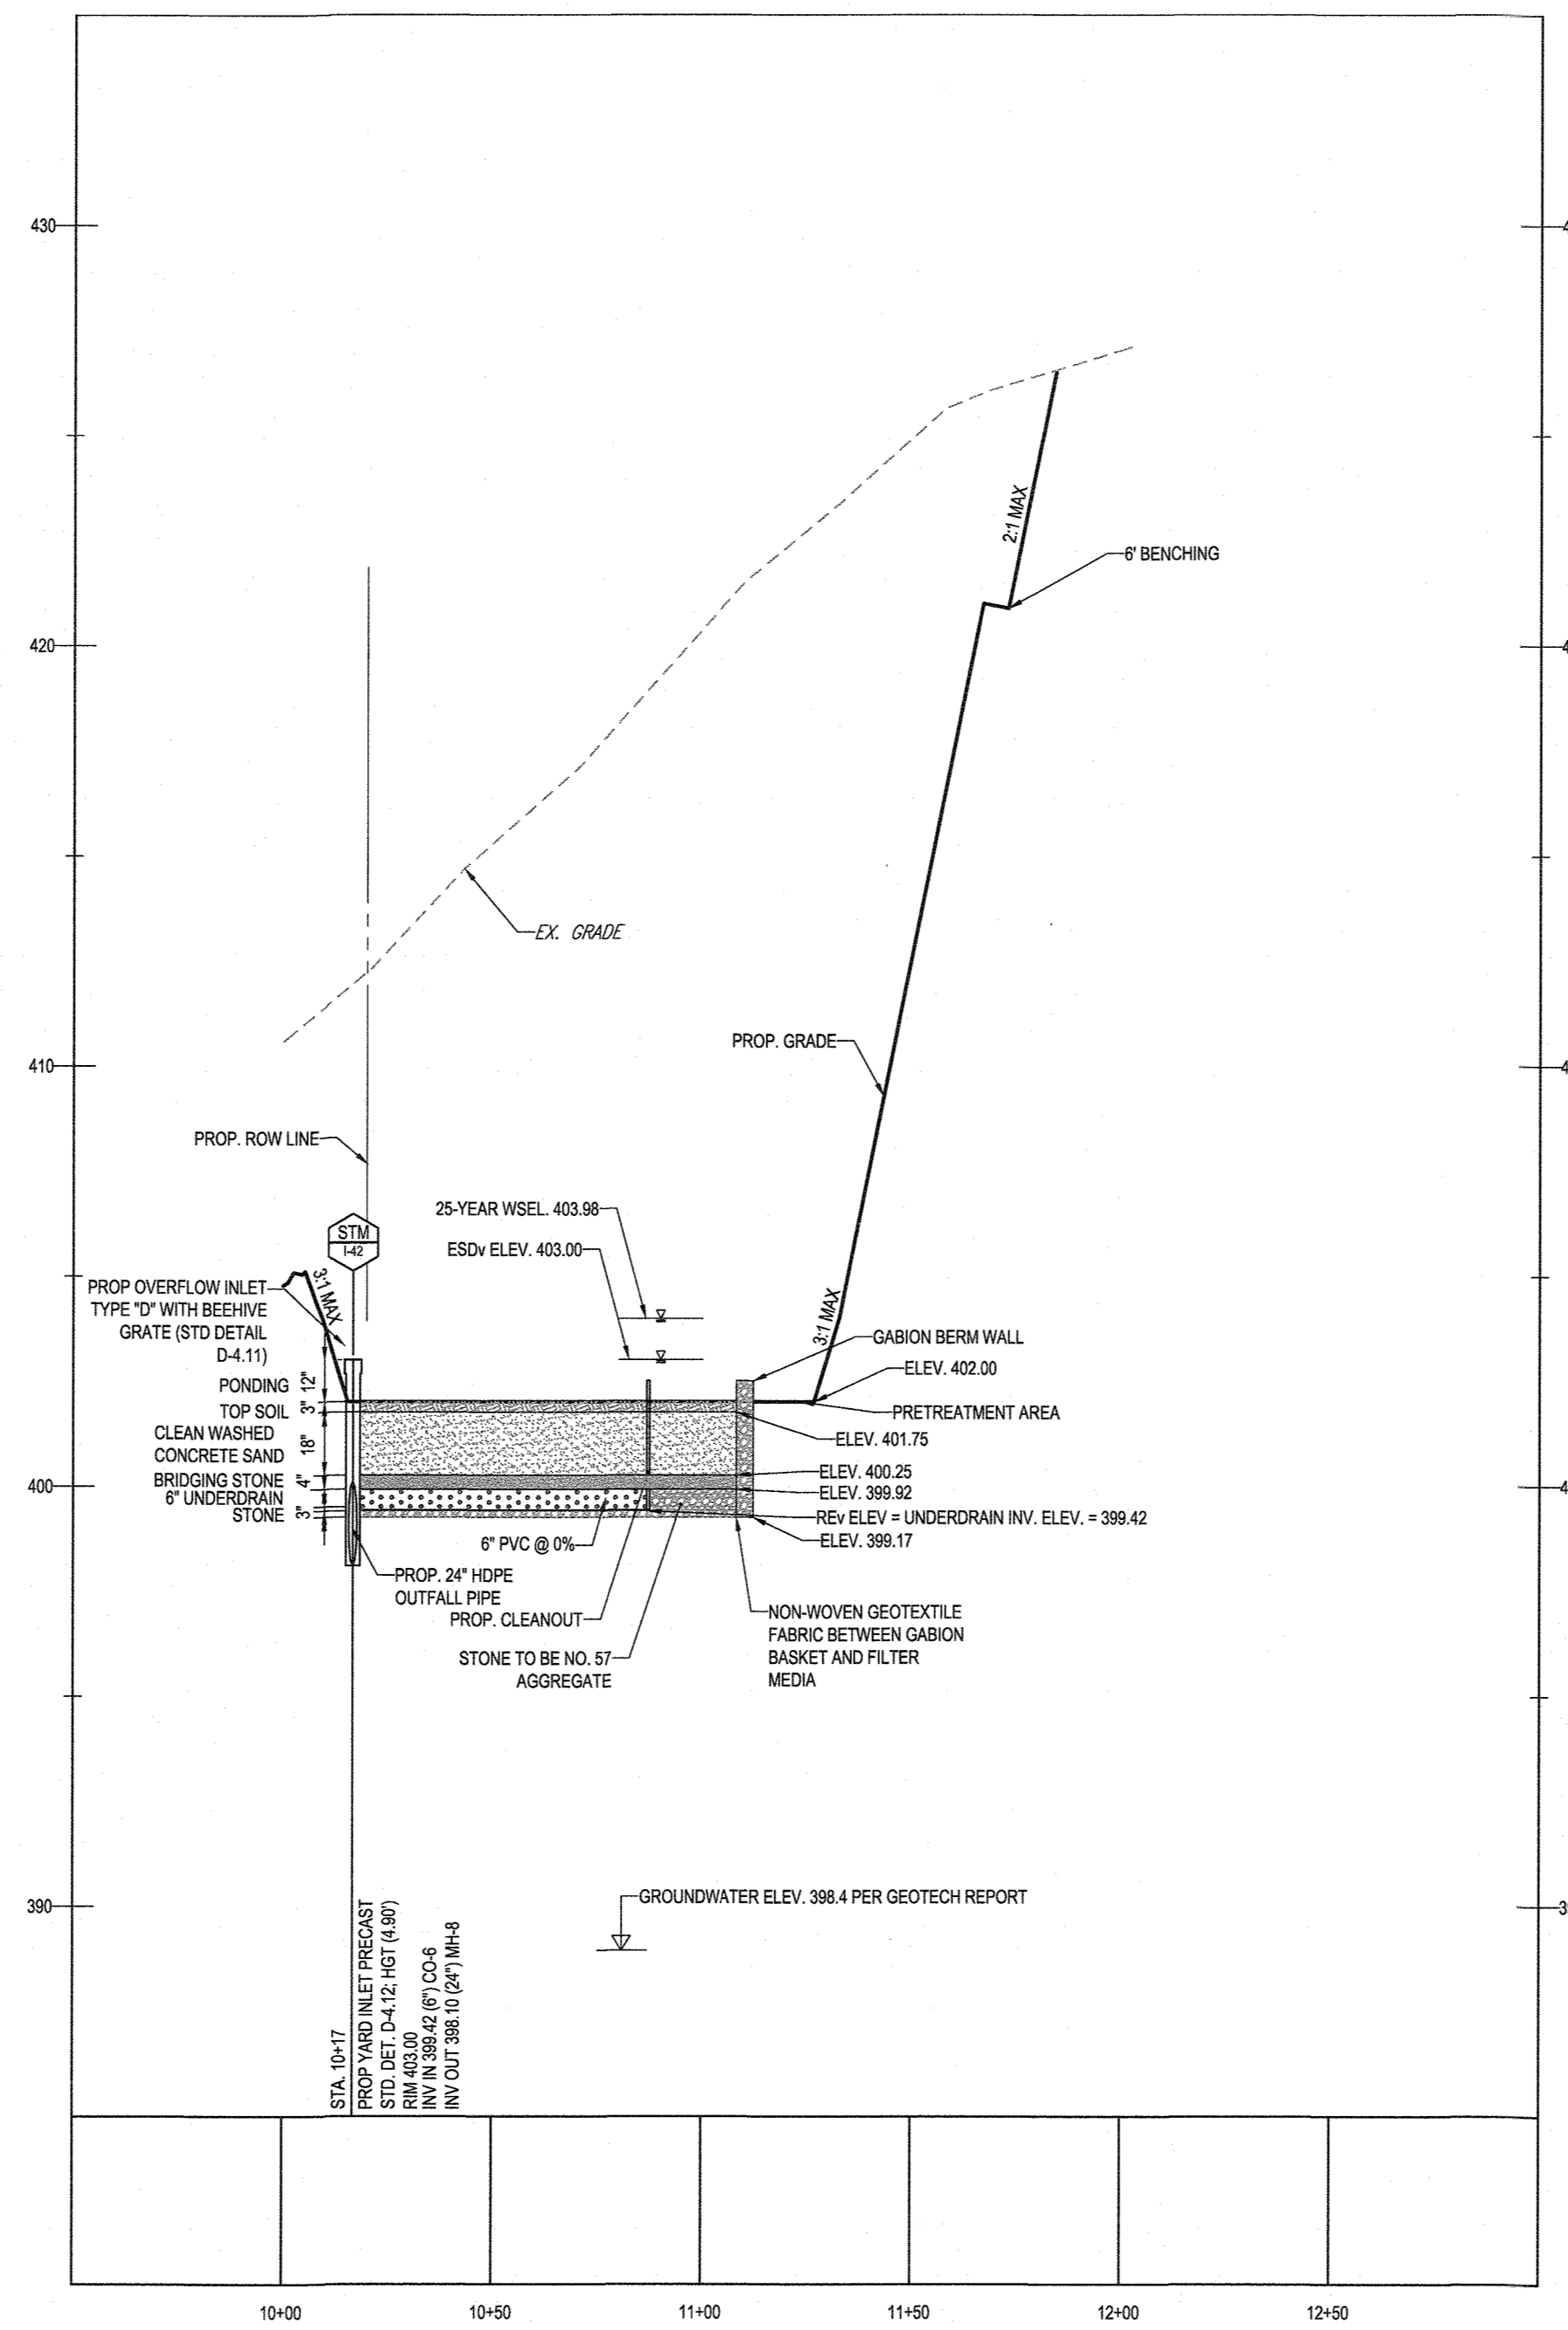 430
4
2:1 MAX
6' BENCHING
420
4
EX. GRADE
PROP. GRADE
410
4
PROP. ROW LINE
25-YEAR WSEL. 403.98
STM
I-42
ESDv ELEV. 403.00
3:1 MAX
PROP OVERFLOW INLET
TYPE "D" WITH BEEHIVE
GRATE (STD DETAIL
D-4.11)
3:1 MAX
GABION BERM WALL
ELEV. 402.00
PONDING 12"
TOP SOIL 3"
PRETREATMENT AREA
CLEAN WASHED
CONCRETE SAND 18"
ELEV. 401.75
BRIDGING STONE 4"
ELEV. 400.25
400
4
6" UNDERDRAIN
ELEV. 399.92
STONE 3"
REv ELEV = UNDERDRAIN INV. ELEV. = 399.42
6" PVC @ 0%
ELEV. 399.17
PROP. 24" HDPE
OUTFALL PIPE
PROP. CLEANOUT
NON-WOVEN GEOTEXTILE
FABRIC BETWEEN GABION
BASKET AND FILTER
MEDIA
STONE TO BE NO. 57
AGGREGATE
390
3
GROUNDWATER ELEV. 398.4 PER GEOTECH REPORT
STA. 10+17
PROP YARD INLET PRECAST
STD. DET. D-4.12; HGT (4.90')
RIM 403.00
INV IN 399.42 (6") CO-6
INV OUT 398.10 (24") MH-8
10+00
10+50
11+00
11+50
12+00
12+50